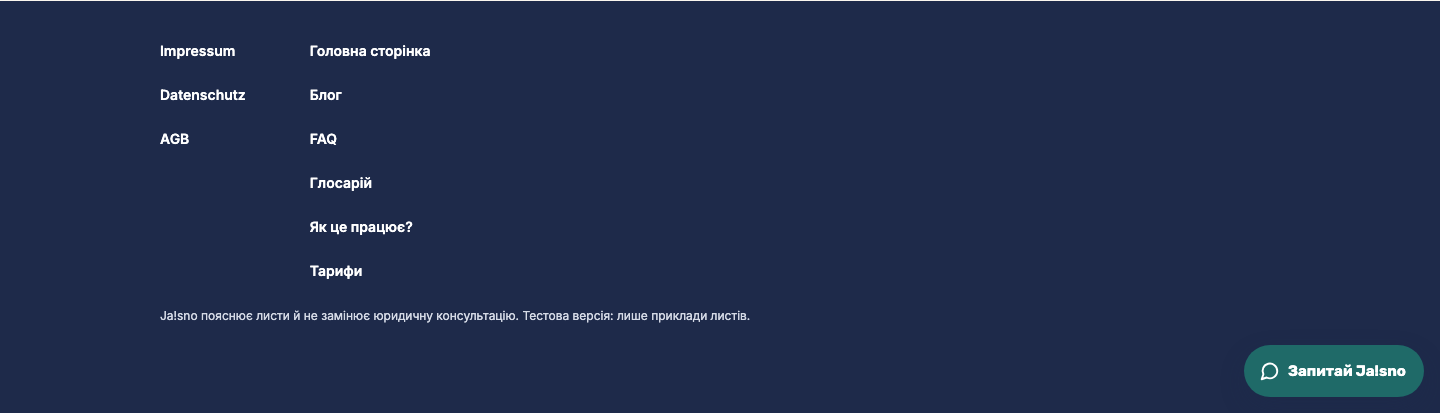 Impressum
Datenschutz
AGB
Головна сторінка
Блог
FAQ
Глосарій
Як це працює?
Тарифи
Ja!sno пояснює листи й не замінює юридичну консультацію. Тестова версія: лише приклади листів.
Запитай Ja!sno